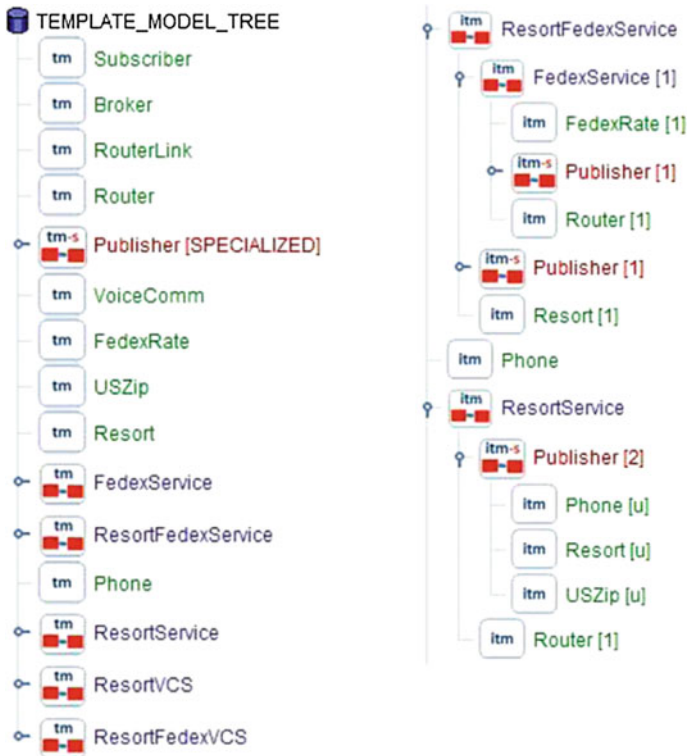 TEMPLATE_MODEL_TREE
tm Subscriber
tm Broker
tm RouterLink
tm Router
tm-s Publisher [SPECIALIZED]
tm VoiceComm
tm FedexRate
tm USZip
tm Resort
tm FedexService
tm ResortFedexService
tm Phone
tm ResortService
tm ResortVCS
tm ResortFedexVCS
itm ResortFedexService
itm FedexService [1]
itm FedexRate [1]
itm-s Publisher [1]
itm Router [1]
itm-s Publisher [1]
itm Resort [1]
itm Phone
itm ResortService
itm-s Publisher [2]
itm Phone [u]
itm Resort [u]
itm USZip [u]
itm Router [1]